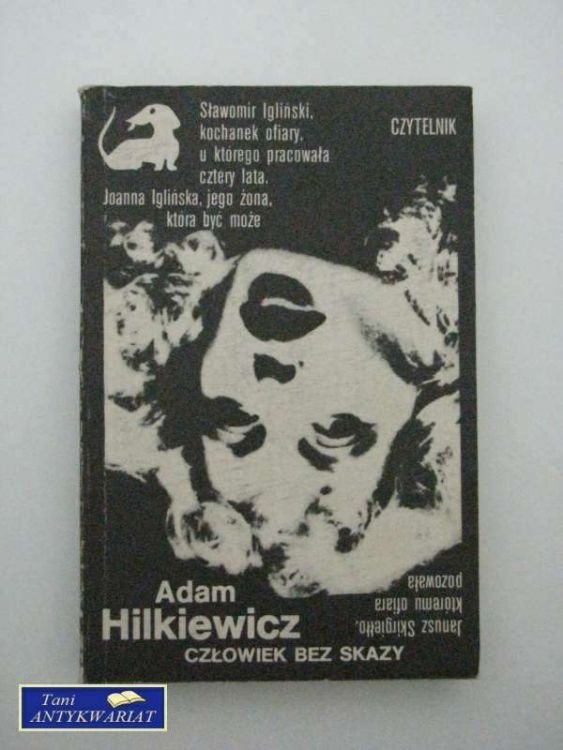 Sławomir Igliński,
kochanek ofiary,
u którego pracowała
cztery lata.
Joanna Iglińska, jego żona,
która być może
CZYTELNIK
Janusz Skirgiełło,
któremu ofiara
pozowała
Adam
Hilkiewicz
CZŁOWIEK BEZ SKAZY
Tani
ANTYKWARIAT